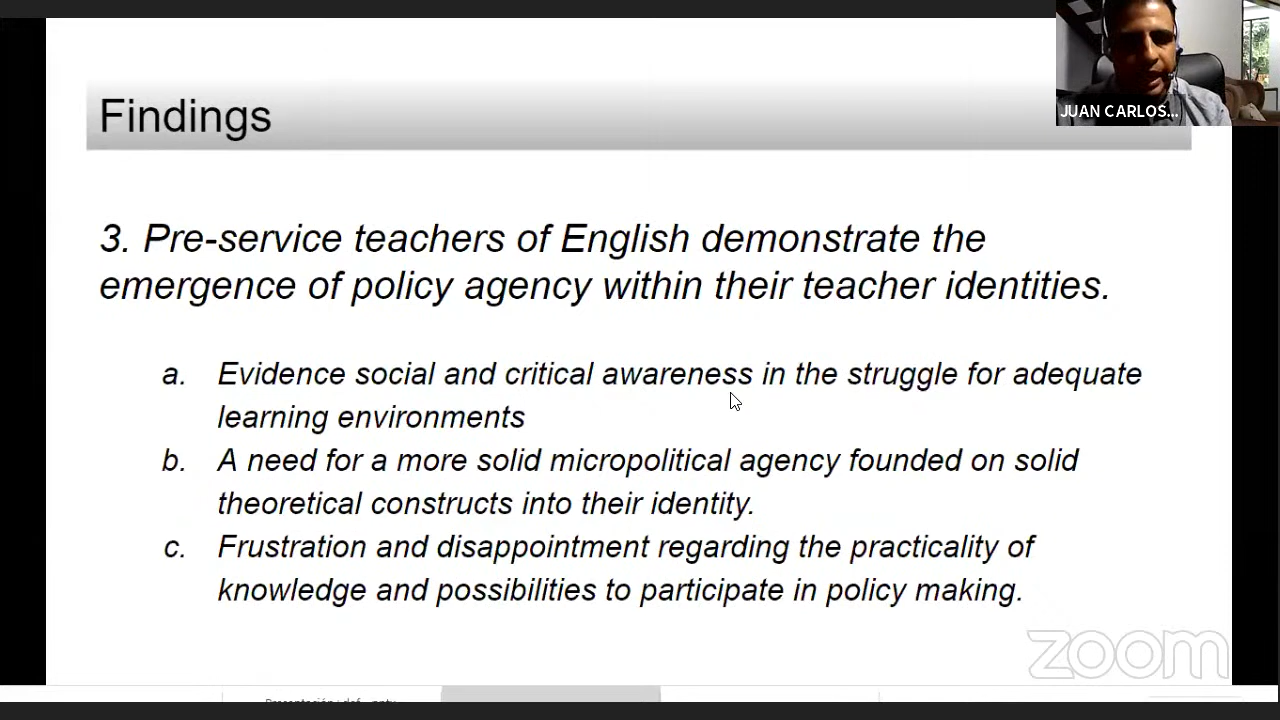 JUAN CARLOS...
Findings
3. Pre-service teachers of English demonstrate the
emergence of policy agency within their teacher identities.
a. Evidence social and critical awareness in the struggle for adequate
learning environments
b. A need for a more solid micropolitical agency founded on solid
theoretical constructs into their identity.
c. Frustration and disappointment regarding the practicality of
knowledge and possibilities to participate in policy making.
zoom